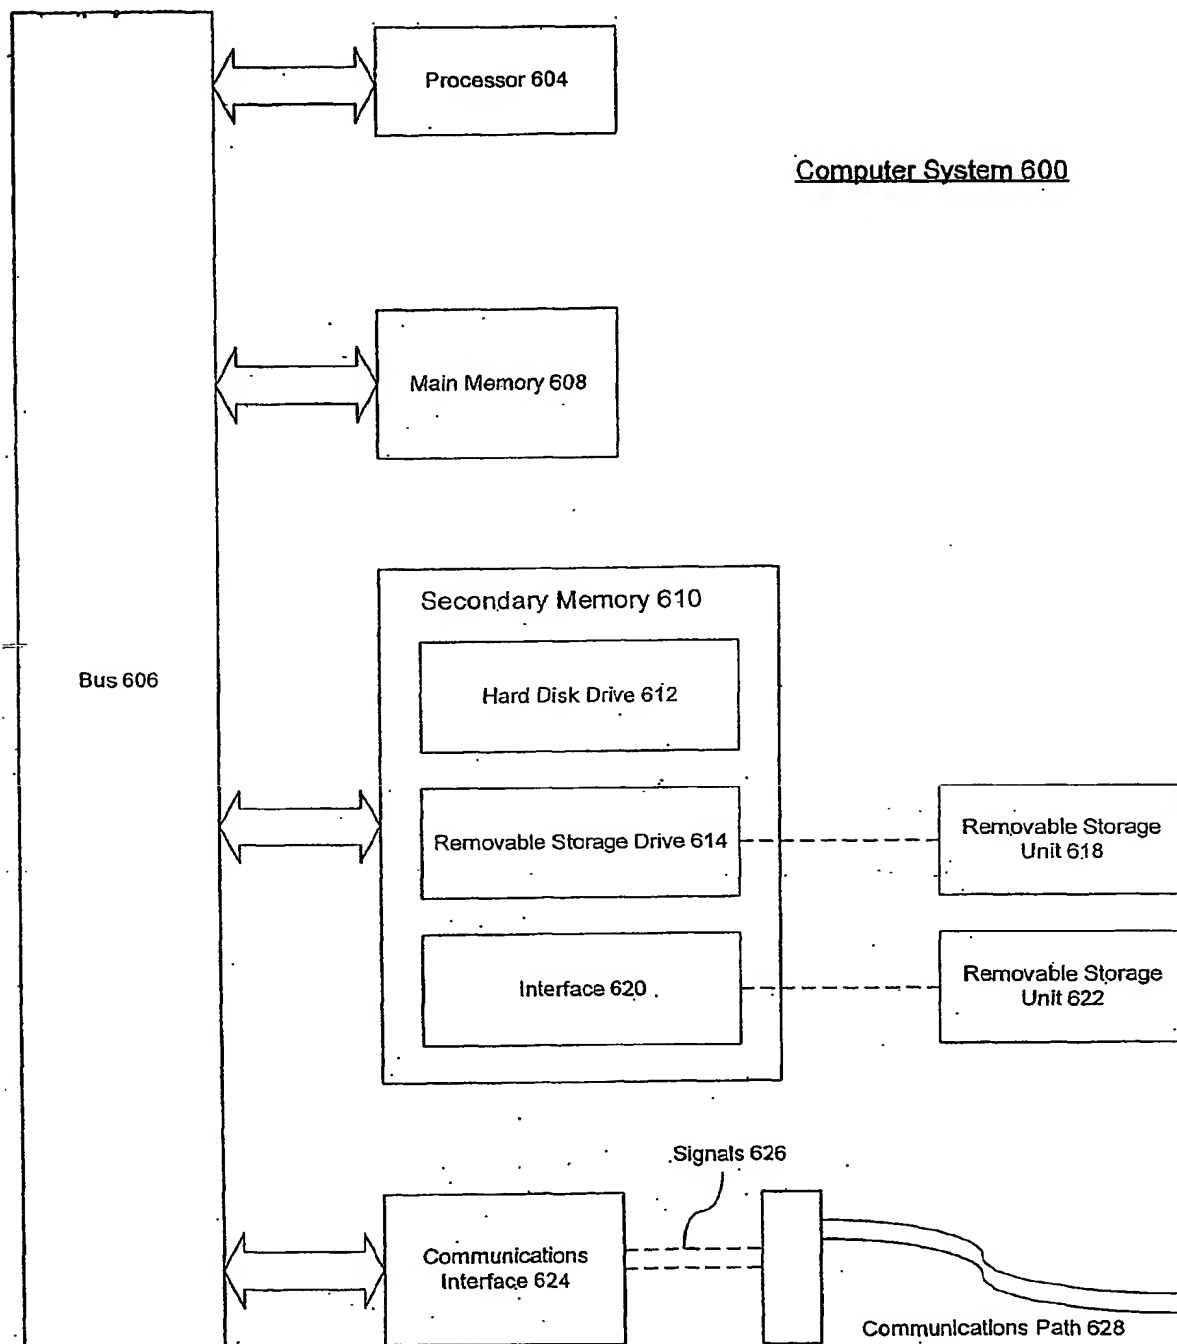 Processor 604
Computer System 600
Main Memory 608
Secondary Memory 610
Hard Disk Drive 612
Bus 606
Removable Storage Drive 614
Removable Storage
Unit 618
Interface 620
Removable Storage
Unit 622
Signals 626
Communications
Interface 624
Communications Path 628